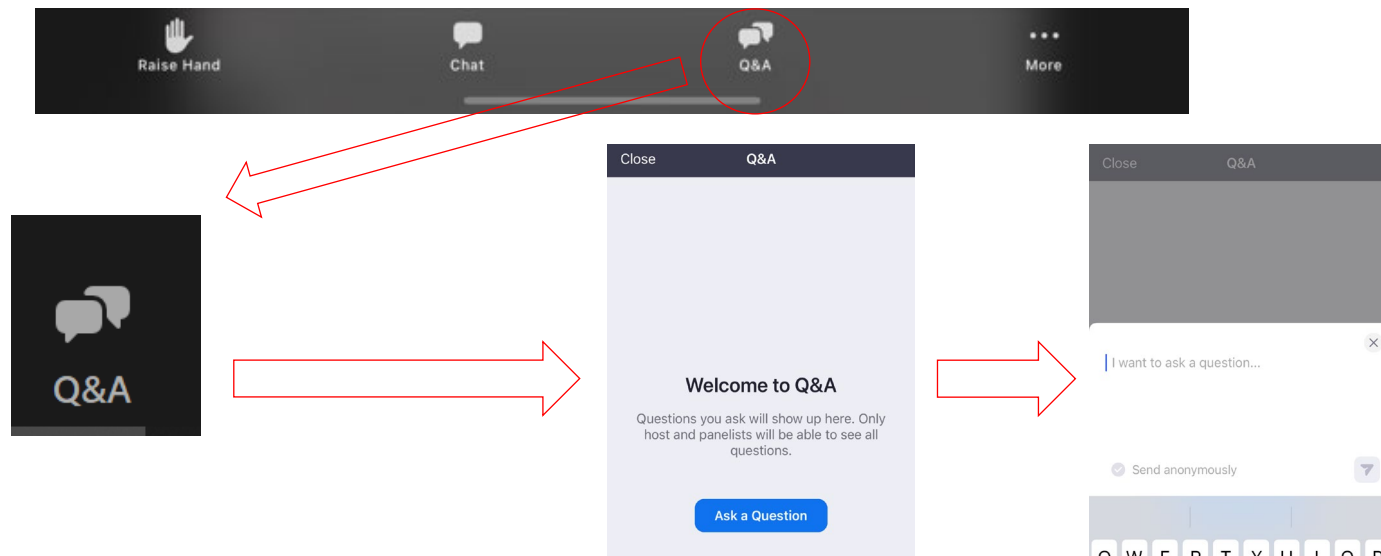 Raise Hand
Chat
Q&A
More
Q&A
Close Q&A
Welcome to Q&A
Questions you ask will show up here. Only
host and panelists will be able to see all
questions.
Ask a Question
Close Q&A
I want to ask a question...
Send anonymously